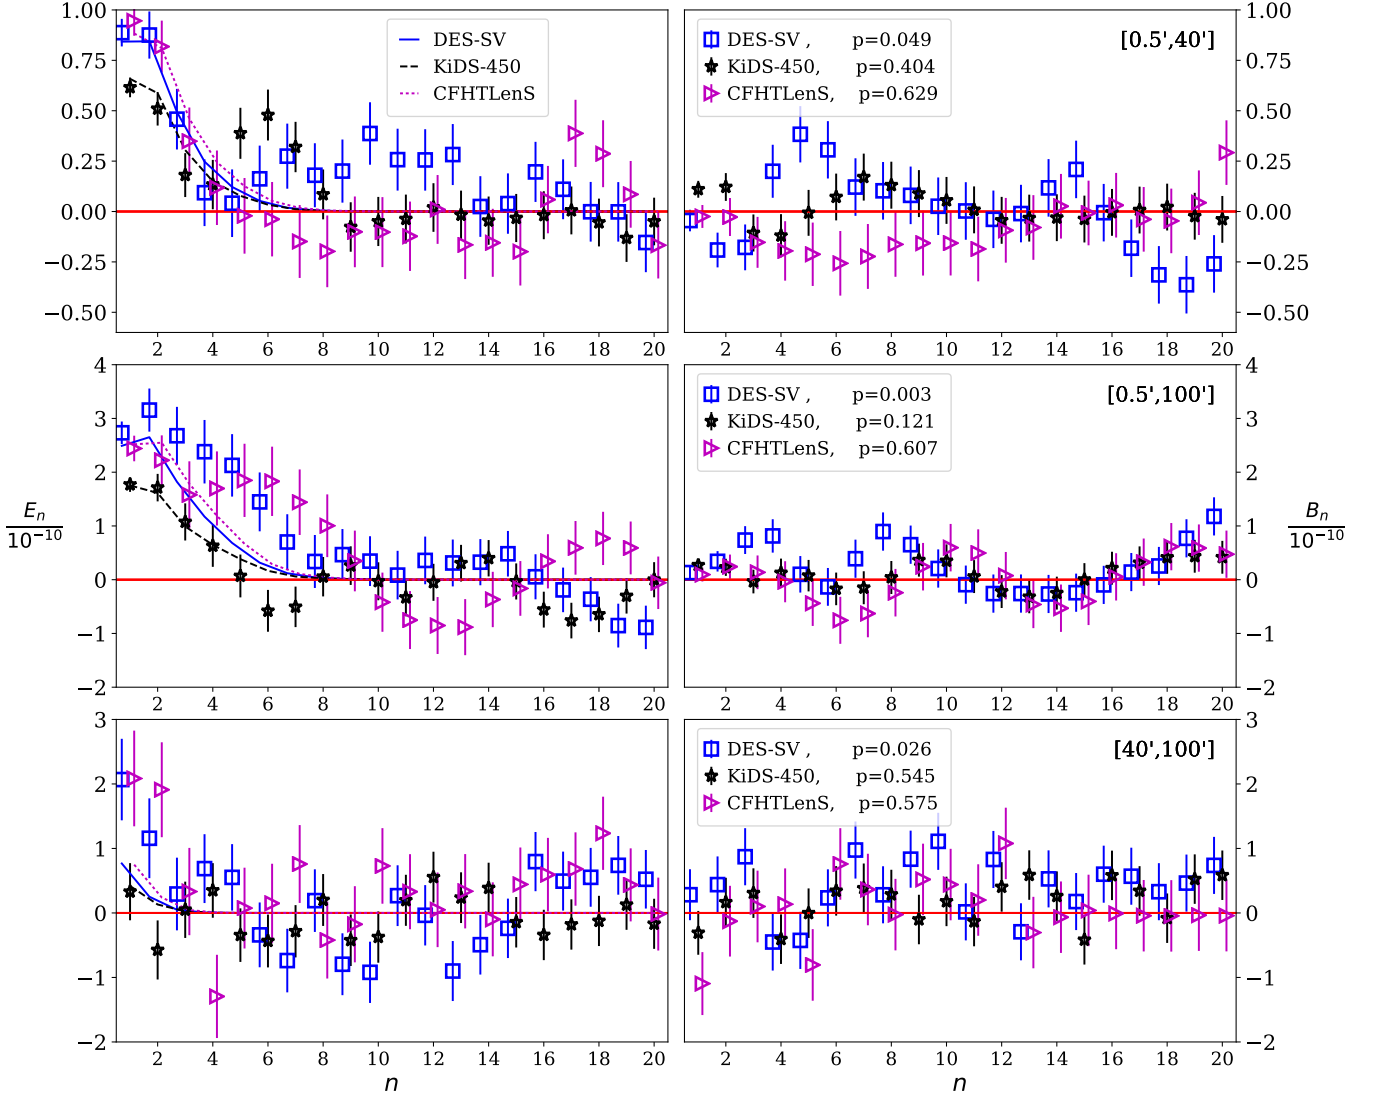 1.00
0.75
0.50
0.25
0.00
−0.25
−0.50
2 4 6 8 10 12 14 16 18 20
DES-SV
KiDS-450
CFHTLenS
DES-SV , p=0.049
KiDS-450, p=0.404
CFHTLenS, p=0.629
[0.5',40']
1.00
0.75
0.50
0.25
0.00
−0.25
−0.50
2 4 6 8 10 12 14 16 18 20
E_n
10^−10
4
3
2
1
0
−1
−2
2 4 6 8 10 12 14 16 18 20
DES-SV , p=0.003
KiDS-450, p=0.121
CFHTLenS, p=0.607
[0.5',100']
4
3
2
1
0
−1
−2
2 4 6 8 10 12 14 16 18 20
B_n
10^−10
3
2
1
0
−1
−2
2 4 6 8 10 12 14 16 18 20
n
DES-SV , p=0.026
KiDS-450, p=0.545
CFHTLenS, p=0.575
[40',100']
3
2
1
0
−1
−2
2 4 6 8 10 12 14 16 18 20
n